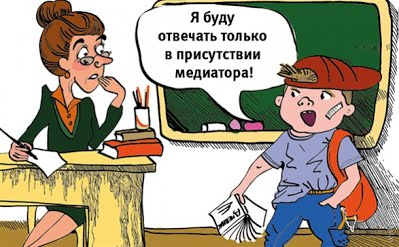 Я буду
отвечать только
в присутствии
медиатора!